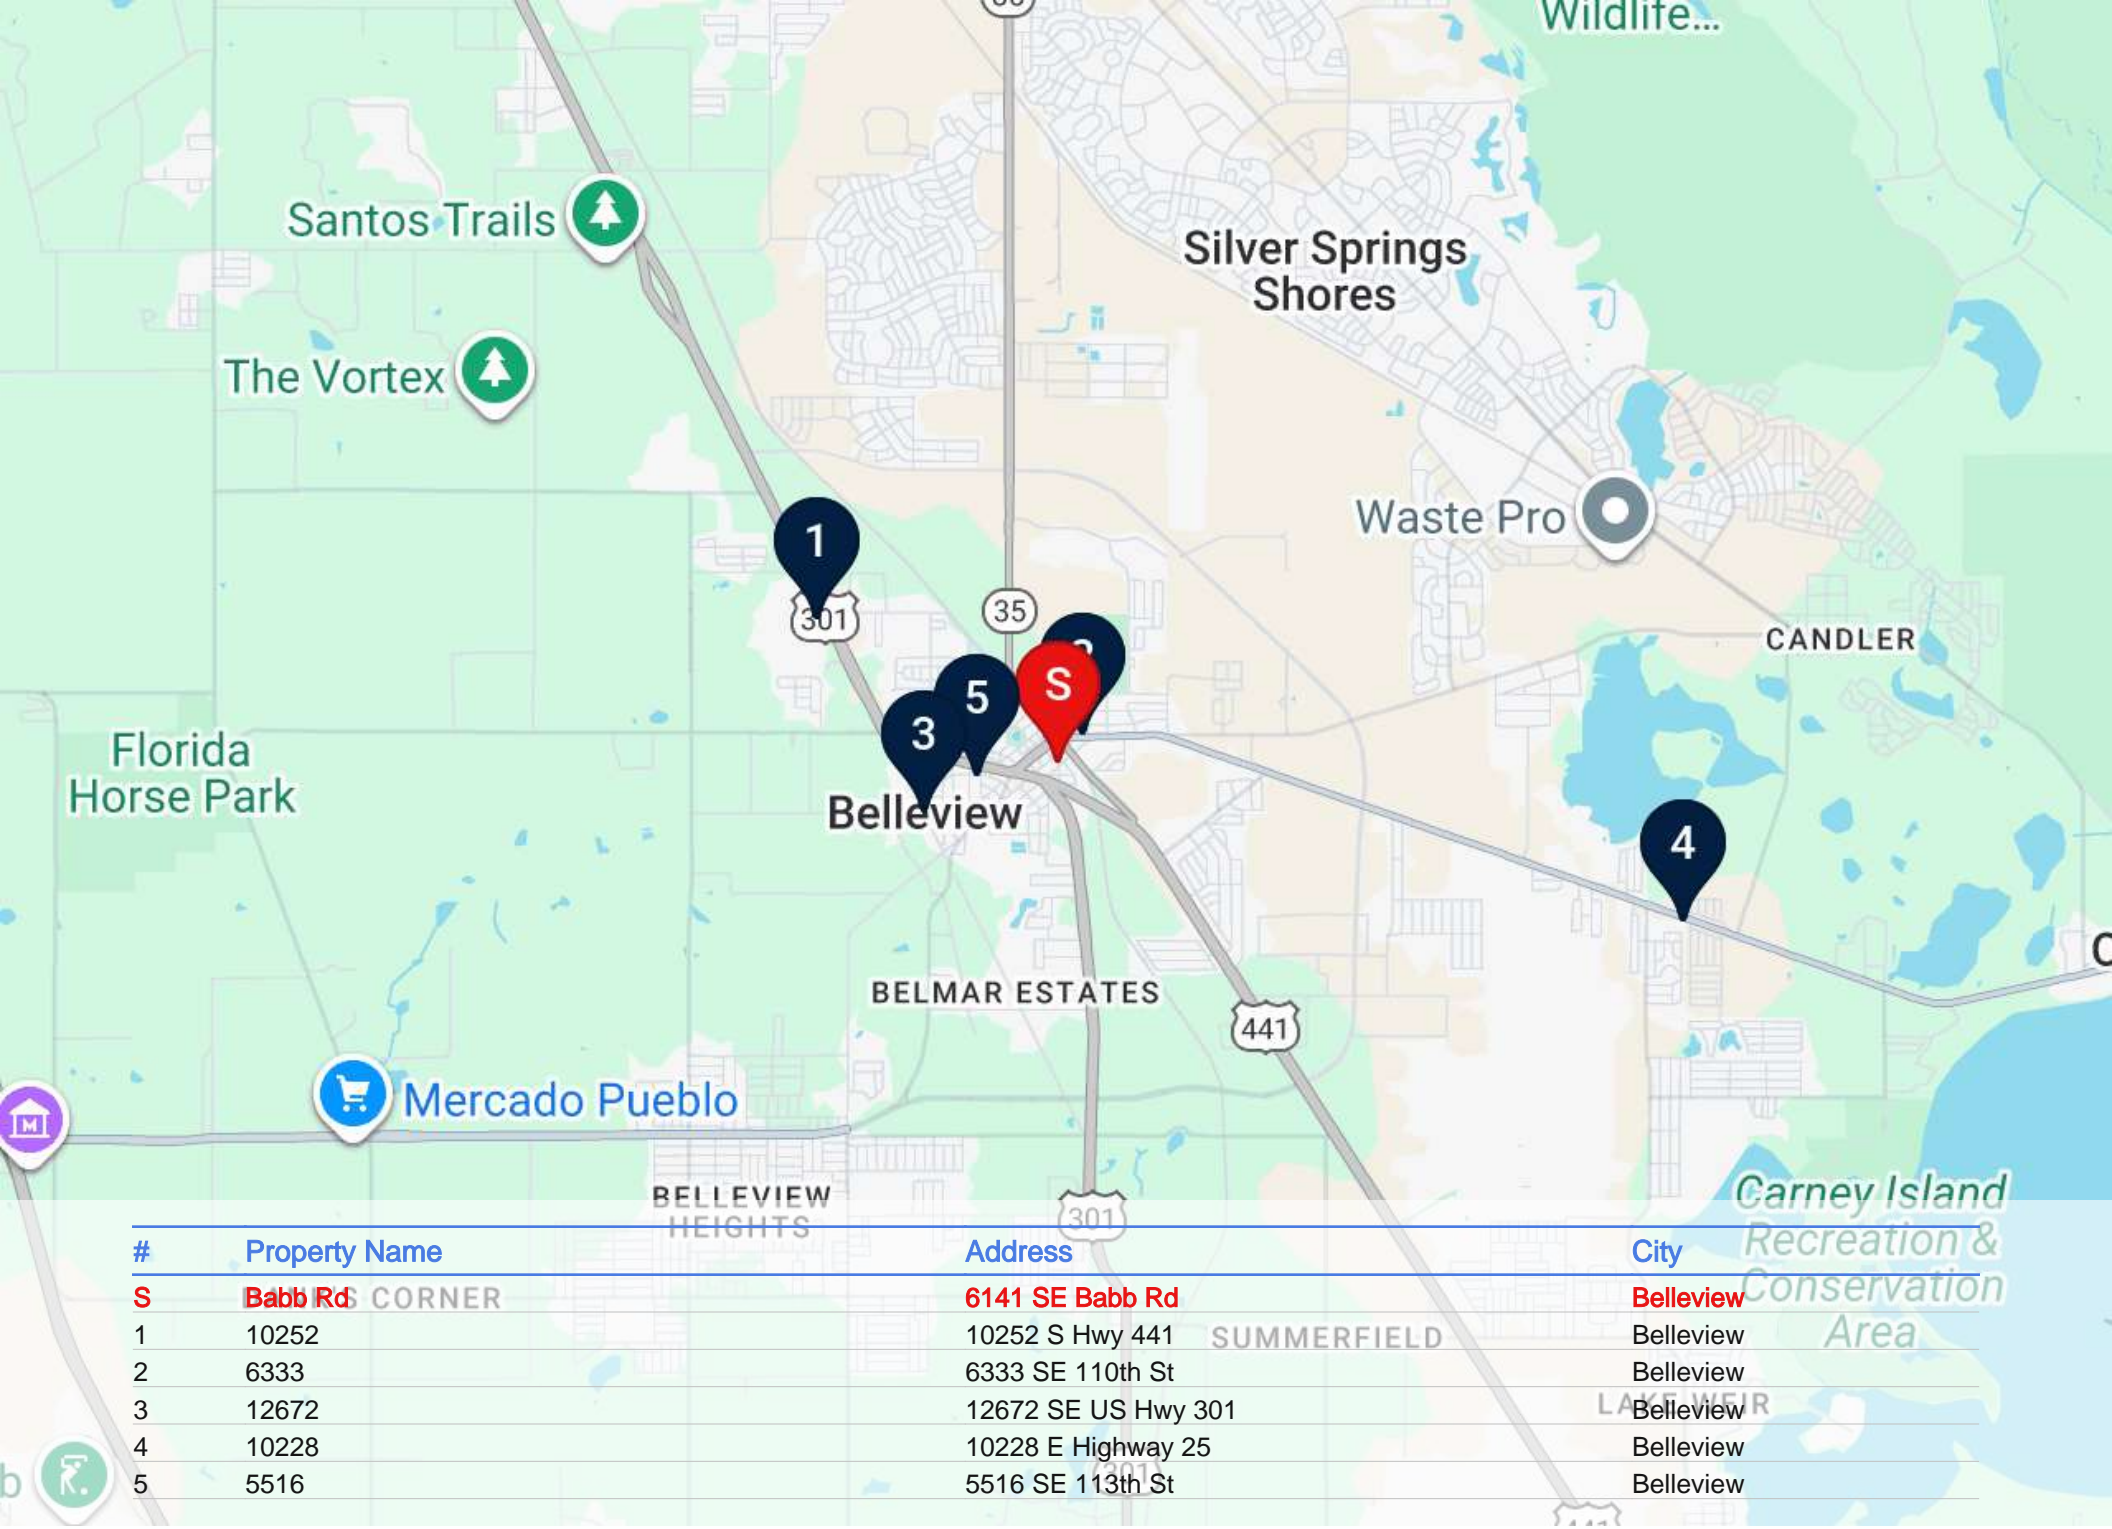 Wildlife...
Santos Trails
Silver Springs
Shores
The Vortex
1
Waste Pro
301
35
CANDLER
S
5
3
Florida
Horse Park
Belleview
4
BELMAR ESTATES
441
Mercado Pueblo
M
BELLEVIEW
HEIGHTS
301
Carney Island
Recreation &
Conservation
Area
# Property Name Address City
S Babb Rd 6141 SE Babb Rd Belleview
CORNER
1 10252 10252 S Hwy 441 Belleview
SUMMERFIELD
2 6333 6333 SE 110th St Belleview
3 12672 12672 SE US Hwy 301 Belleview
4 10228 10228 E Highway 25 Belleview
5 5516 5516 SE 113th St Belleview
301
b